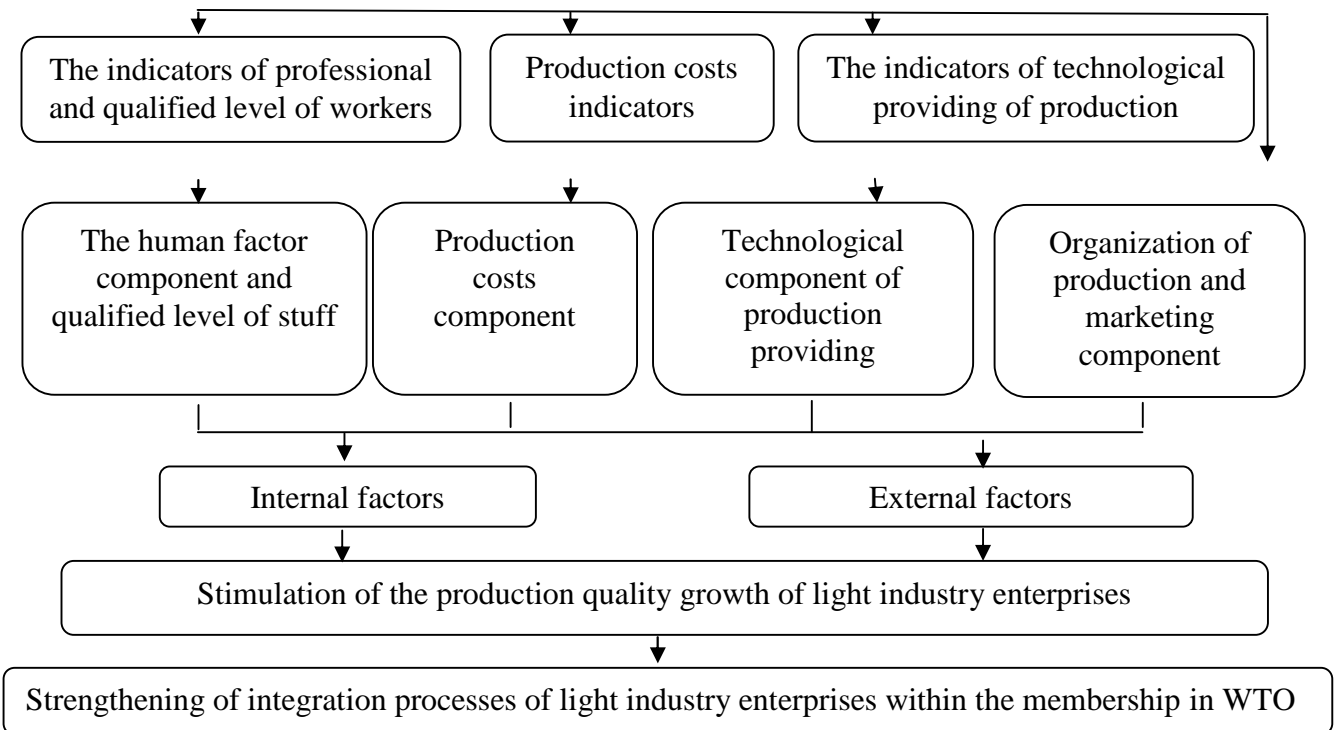 The indicators of professional
and qualified level of workers
Production costs
indicators
The indicators of technological
providing of production
The human factor
component and
qualified level of stuff
Production
costs
component
Technological
component of
production
providing
Organization of
production and
marketing
component
Internal factors
External factors
Stimulation of the production quality growth of light industry enterprises
Strengthening of integration processes of light industry enterprises within the membership in WTO